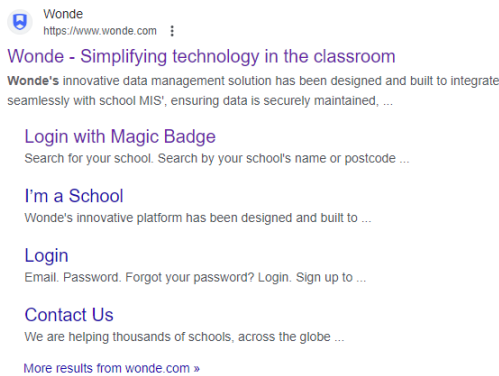 Wonde
https://www.wonde.com
Wonde - Simplifying technology in the classroom
Wonde's innovative data management solution has been designed and built to integrate
seamlessly with school MIS', ensuring data is securely maintained, ...
Login with Magic Badge
Search for your school. Search by your school's name or postcode ...
I'm a School
Wonde's innovative platform has been designed and built to ...
Login
Email. Password. Forgot your password? Login. Sign up to ...
Contact Us
We are helping thousands of schools, across the globe ...
More results from wonde.com »